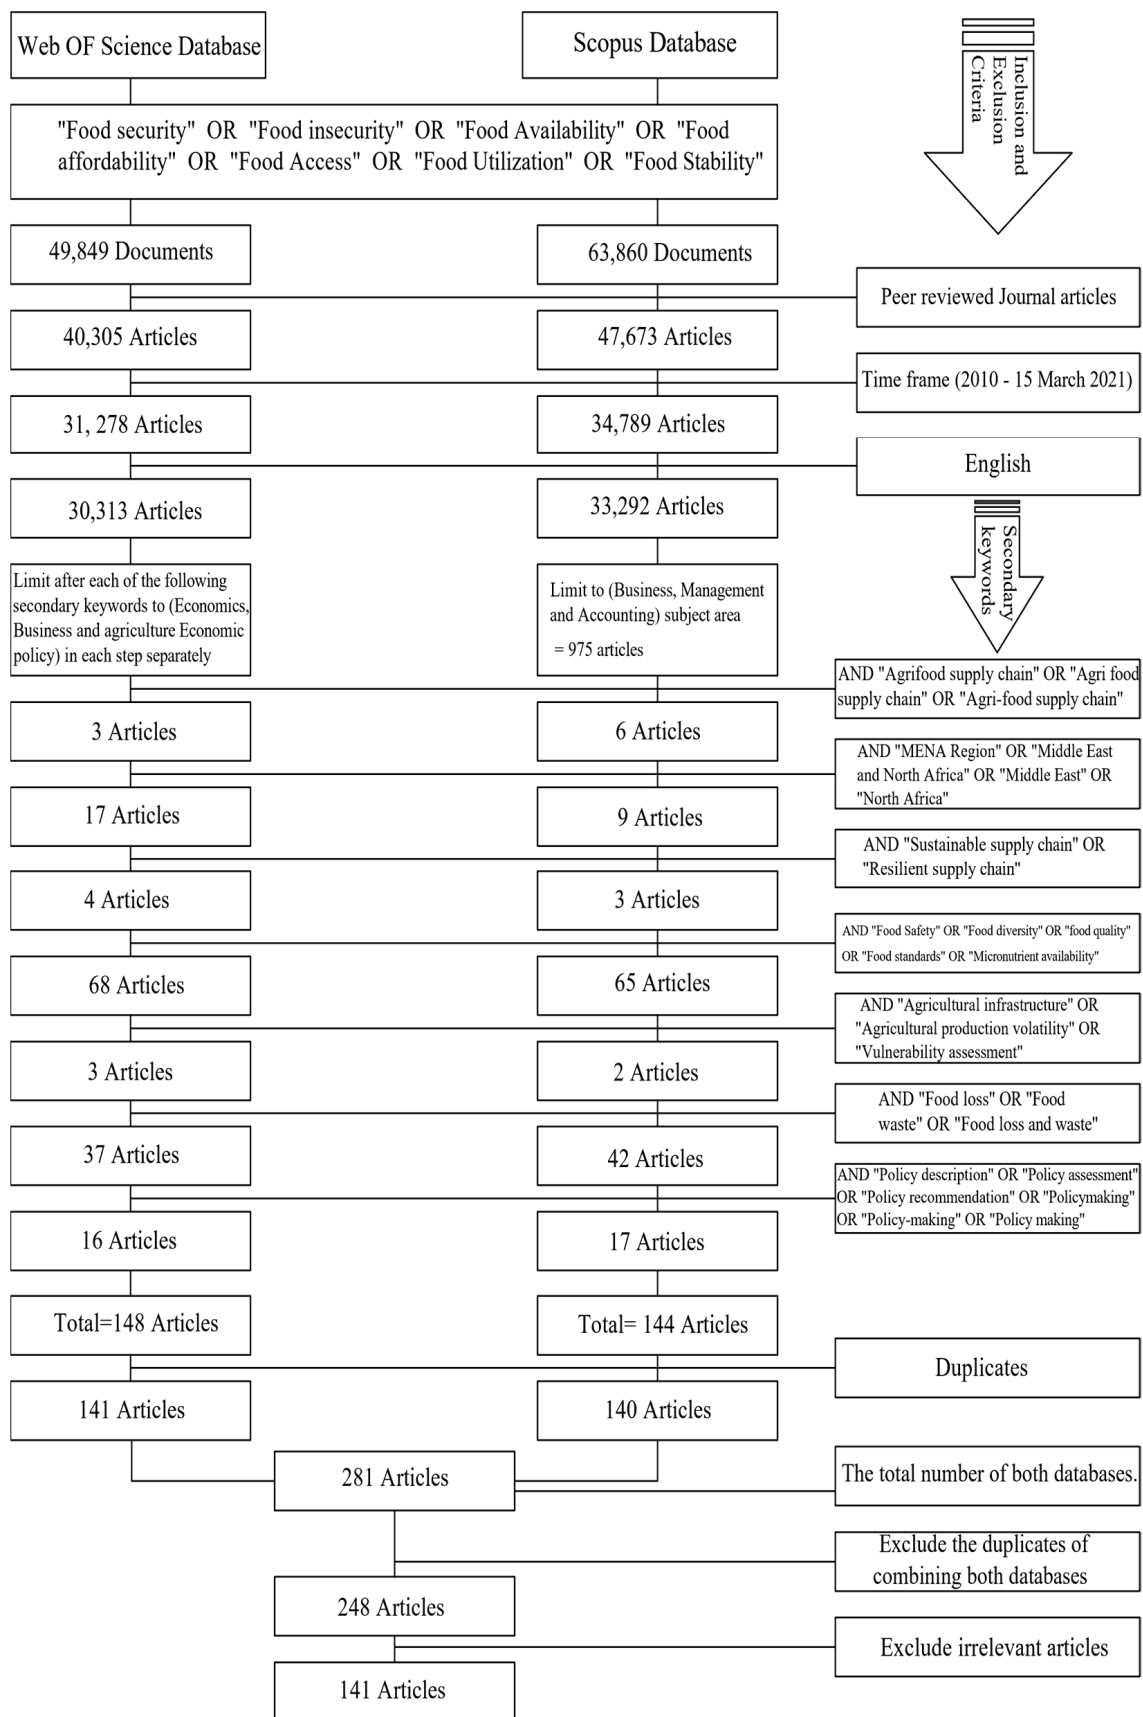 Web OF Science Database
Scopus Database
Inclusion and
Exclusion
Criteria
"Food security" OR "Food insecurity" OR "Food Availability" OR "Food
affordability" OR "Food Access" OR "Food Utilization" OR "Food Stability"
49,849 Documents
63,860 Documents
Peer reviewed Journal articles
40,305 Articles
47,673 Articles
Time frame (2010 - 15 March 2021)
31, 278 Articles
34,789 Articles
English
30,313 Articles
33,292 Articles
Secondary
keywords
Limit after each of the following
secondary keywords to (Economics,
Business and agriculture Economic
policy) in each step separately
Limit to (Business, Management
and Accounting) subject area
= 975 articles
AND "Agrifood supply chain" OR "Agri food
supply chain" OR "Agri-food supply chain"
3 Articles
6 Articles
AND "MENA Region" OR "Middle East
and North Africa" OR "Middle East" OR
"North Africa"
17 Articles
9 Articles
AND "Sustainable supply chain" OR
"Resilient supply chain"
4 Articles
3 Articles
AND "Food Safety" OR "Food diversity" OR "food quality"
OR "Food standards" OR "Micronutrient availability"
68 Articles
65 Articles
AND "Agricultural infrastructure" OR
"Agricultural production volatility" OR
"Vulnerability assessment"
3 Articles
2 Articles
AND "Food loss" OR "Food
waste" OR "Food loss and waste"
37 Articles
42 Articles
AND "Policy description" OR "Policy assessment"
OR "Policy recommendation" OR "Policymaking"
OR "Policy-making" OR "Policy making"
16 Articles
17 Articles
Total=148 Articles
Total= 144 Articles
Duplicates
141 Articles
140 Articles
281 Articles
The total number of both databases.
Exclude the duplicates of
combining both databases
248 Articles
Exclude irrelevant articles
141 Articles